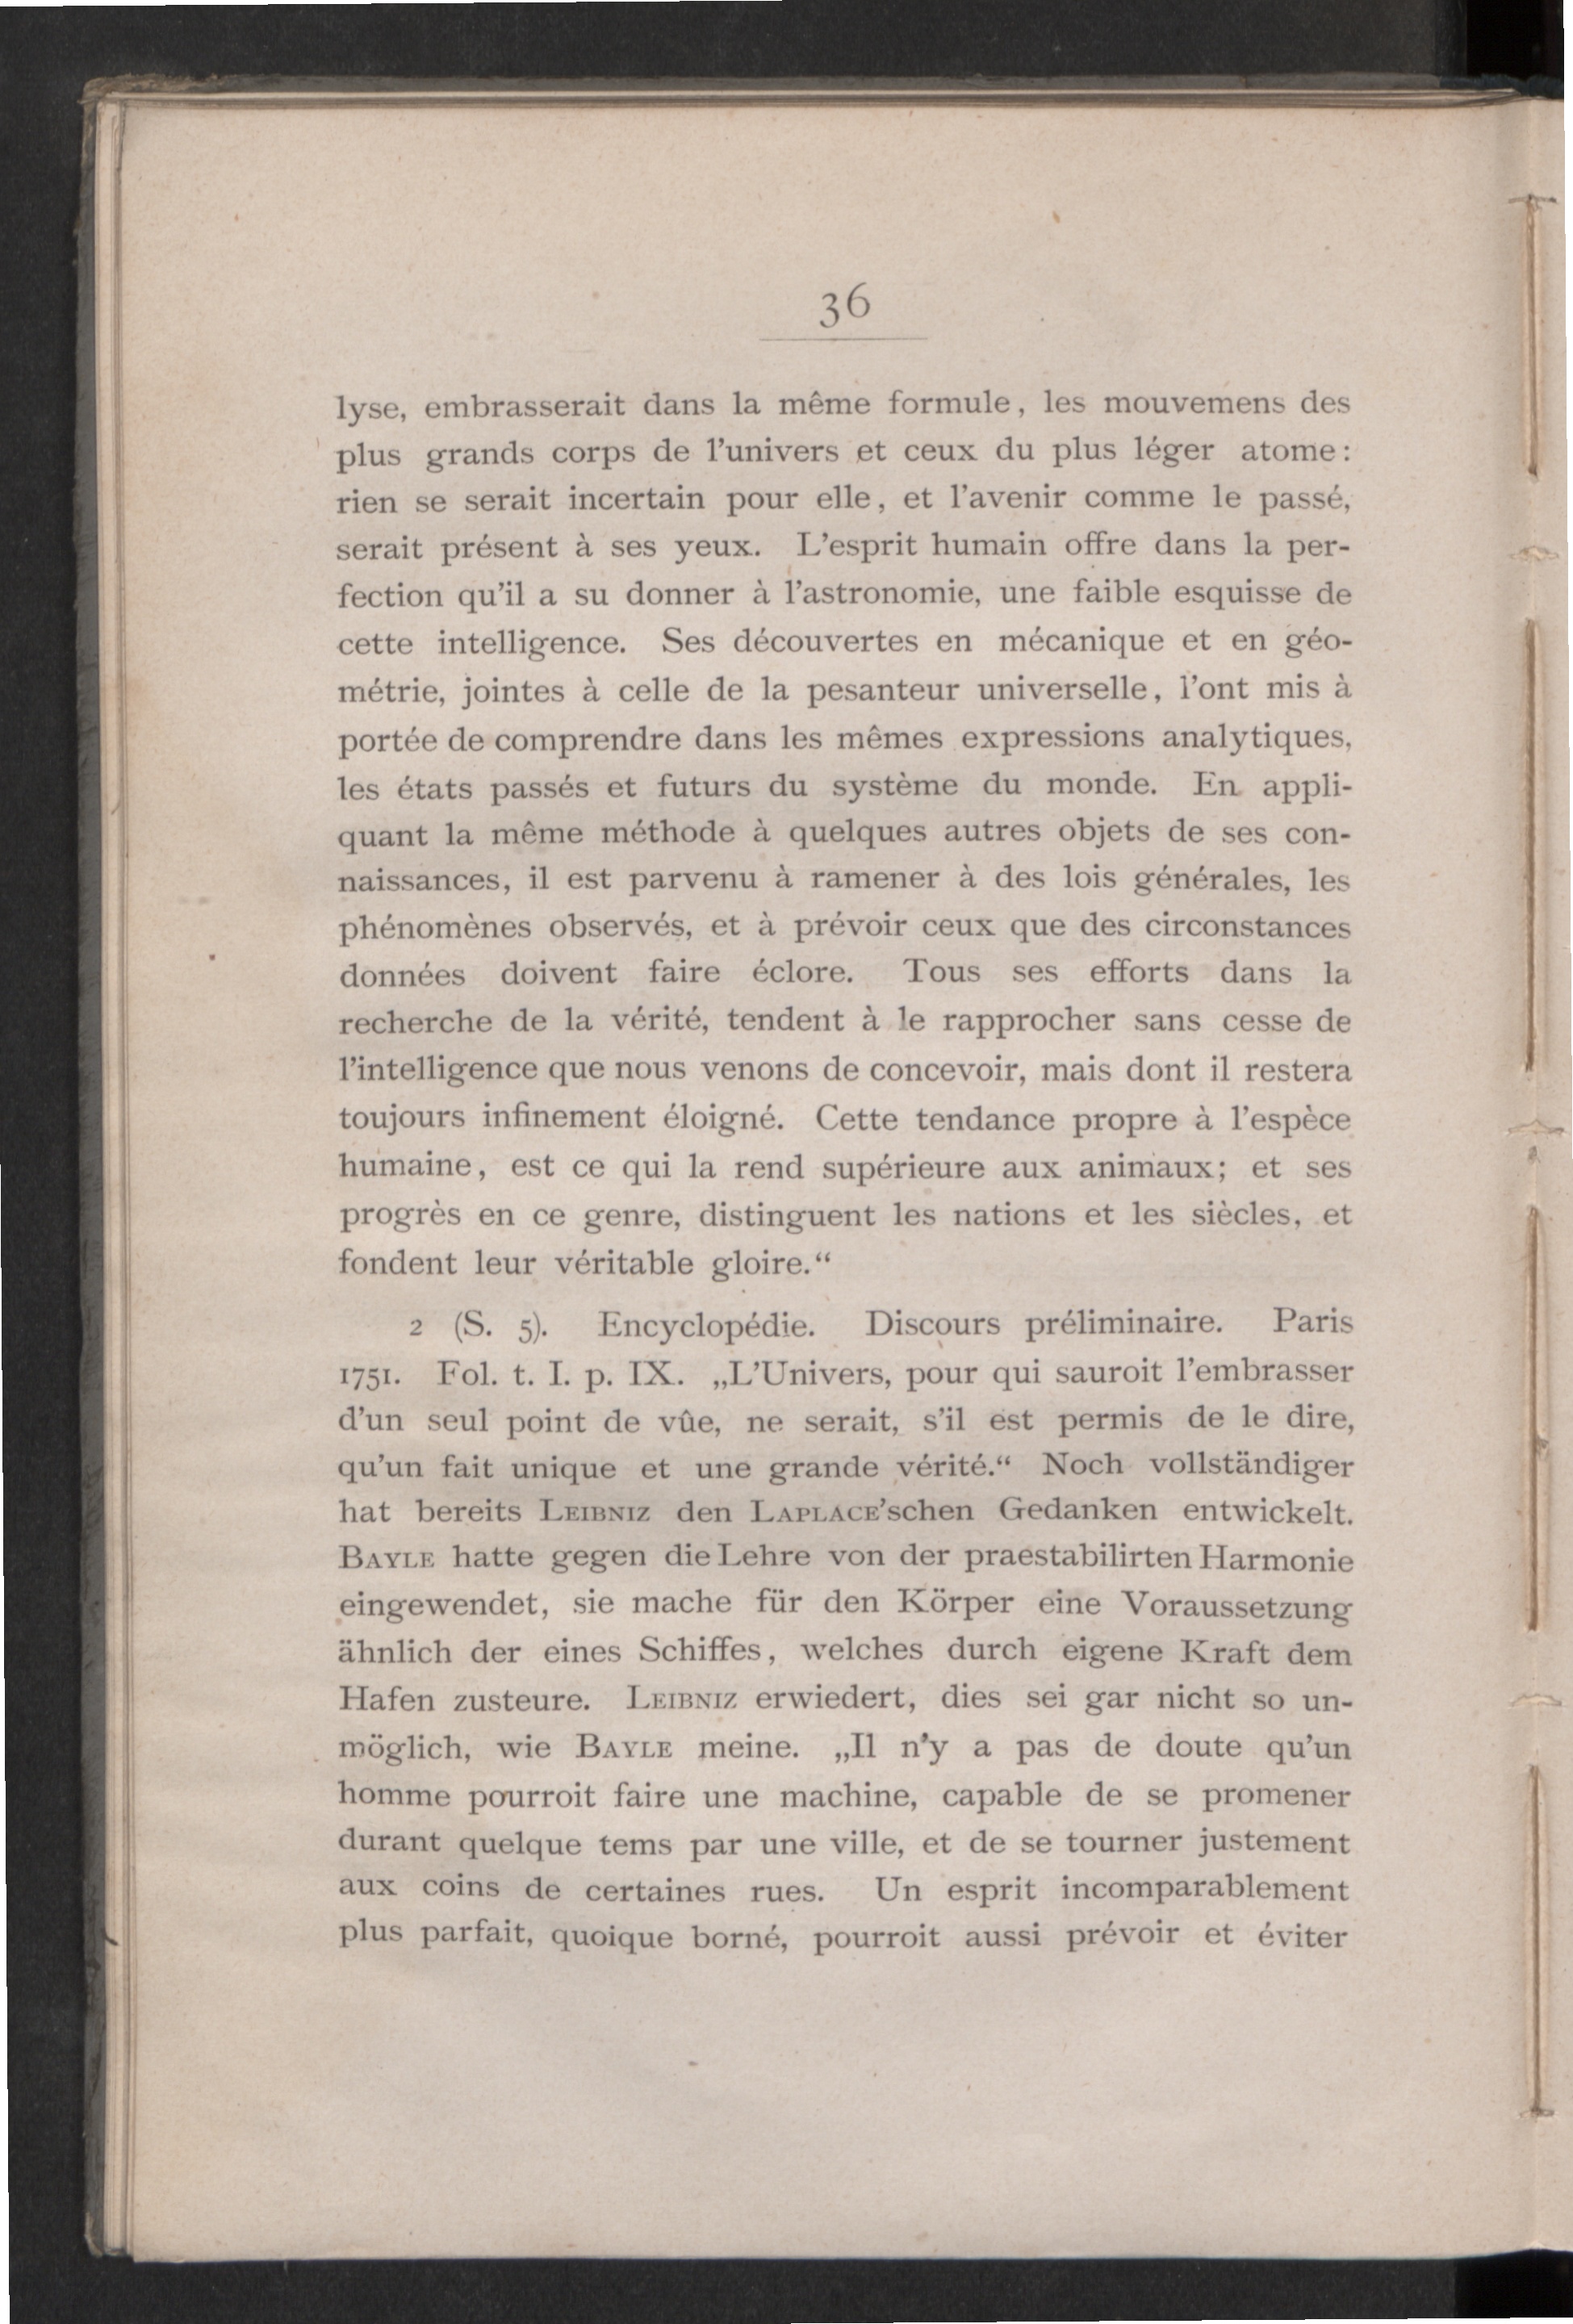 36
lyse, embrasserait dans la même formule, les mouvemens des
plus grands corps de l'univers et ceux du plus léger atome:
rien se serait incertain pour elle, et l'avenir comme le passé,
serait présent à ses yeux. L'esprit humain offre dans la per-
fection qu'il a su donner à l'astronomie, une faible esquisse de
cette intelligence. Ses découvertes en mécanique et en géo-
métrie, jointes à celle de la pesanteur universelle, l'ont mis à
portée de comprendre dans les mêmes expressions analytiques,
les états passés et futurs du système du monde. En appli-
quant la même méthode à quelques autres objets de ses con-
naissances, il est parvenu à ramener à des lois générales, les
phénomènes observés, et à prévoir ceux que des circonstances
données doivent faire éclore. Tous ses efforts dans la
recherche de la vérité, tendent à le rapprocher sans cesse de
l'intelligence que nous venons de concevoir, mais dont il restera
toujours infinement éloigné. Cette tendance propre à l'espèce
humaine, est ce qui la rend supérieure aux animaux; et ses
progrès en ce genre, distinguent les nations et les siècles, et
fondent leur véritable gloire.“
2 (S. 5). Encyclopédie. Discours préliminaire. Paris
1751. Fol. t. I. p. IX. „L'Univers, pour qui sauroit l'embrasser
d'un seul point de vûe, ne serait, s'il est permis de le dire,
qu'un fait unique et une grande vérité.“ Noch vollständiger
hat bereits LEIBNIZ den LAPLACE'schen Gedanken entwickelt.
BAYLE hatte gegen die Lehre von der praestabilirten Harmonie
eingewendet, sie mache für den Körper eine Voraussetzung
ähnlich der eines Schiffes, welches durch eigene Kraft dem
Hafen zusteure. LEIBNIZ erwiedert, dies sei gar nicht so un-
möglich, wie BAYLE meine. „Il n'y a pas de doute qu'un
homme pourroit faire une machine, capable de se promener
durant quelque tems par une ville, et de se tourner justement
aux coins de certaines rues. Un esprit incomparablement
plus parfait, quoique borné, pourroit aussi prévoir et éviter